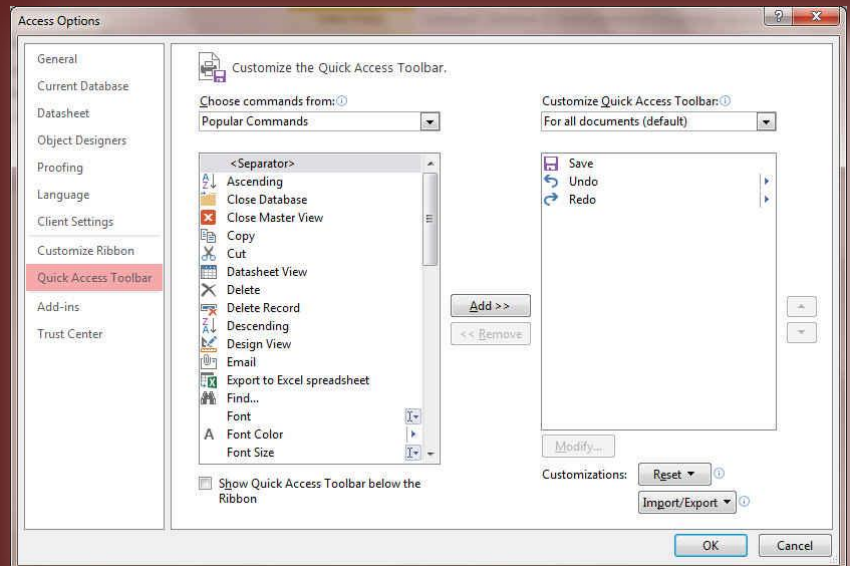 Access Options
General
Current Database
Datasheet
Object Designers
Proofing
Language
Client Settings
Customize Ribbon
Quick Access Toolbar
Add-ins
Trust Center
Customize the Quick Access Toolbar.
Choose commands from:
Popular Commands
<Separator>
Ascending
Close Database
Close Master View
Copy
Cut
Datasheet View
Delete
Delete Record
Descending
Design View
Email
Export to Excel spreadsheet
Find...
Font
Font Color
Font Size
Show Quick Access Toolbar below the
Ribbon
Add >>
<< Remove
Customize Quick Access Toolbar:
For all documents (default)
Save
Undo
Redo
Modify...
Customizations:
Reset
Import/Export
OK
Cancel